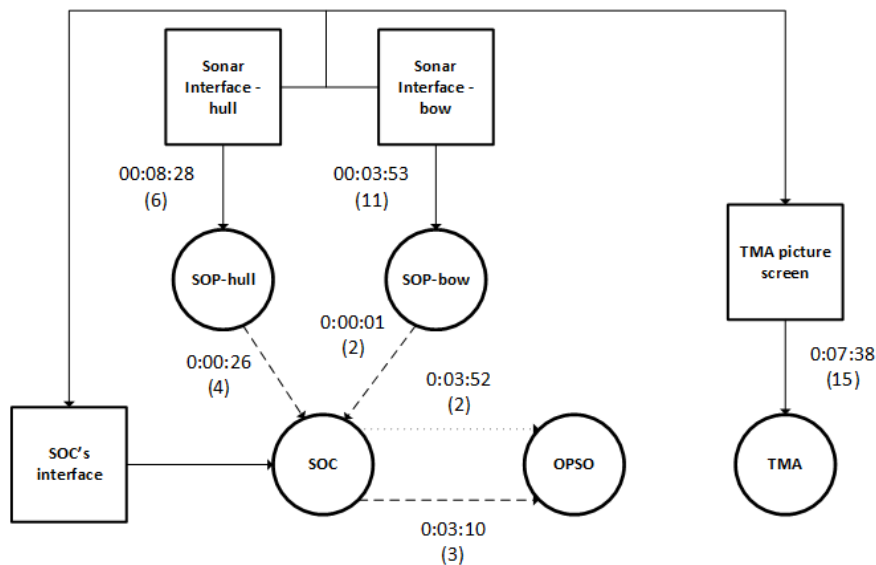 Sonar
Interface -
hull
Sonar
Interface -
bow
00:08:28
(6)
00:03:53
(11)
SOP-hull
SOP-bow
TMA picture
screen
0:00:26
(4)
0:00:01
(2)
0:03:52
(2)
0:07:38
(15)
SOC's
interface
SOC
OPSO
TMA
0:03:10
(3)